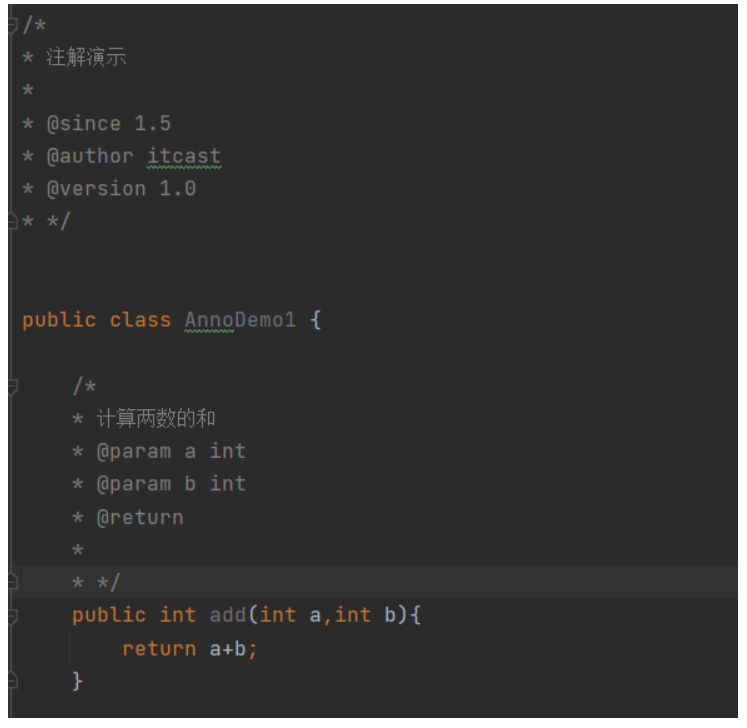 /*
* 注解演示
*
* @since 1.5
* @author itcast
* @version 1.0
* */
public class AnnoDemo1 {
/*
* 计算两数的和
* @param a int
* @param b int
* @return
*
* */
public int add(int a,int b){
return a+b;
}